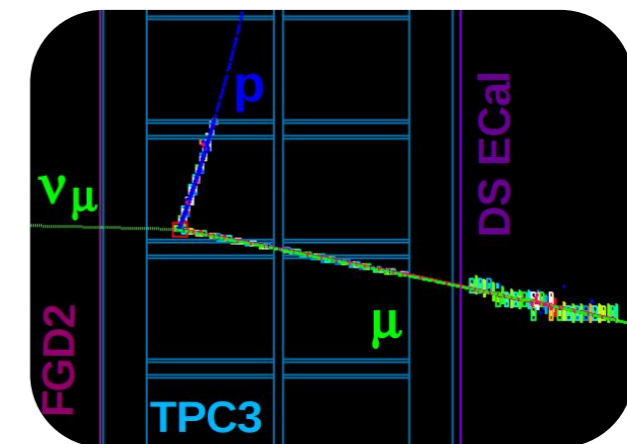 p
νμ
DS ECal
μ
FGD2
TPC3